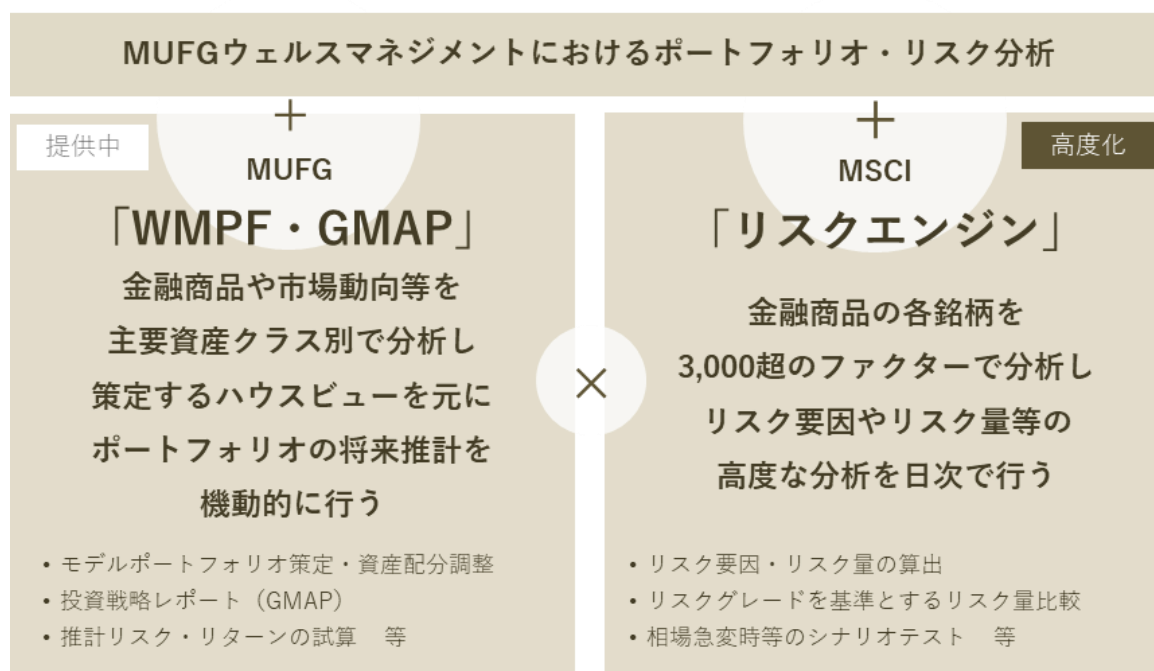 MUFGウェルスマネジメントにおけるポートフォリオ・リスク分析
+
提供中
MUFG
「WMPF・GMAP」
金融商品や市場動向等を
主要資産クラス別で分析し
策定するハウスビューを元に
ポートフォリオの将来推計を
機動的に行う
• モデルポートフォリオ策定・資産配分調整
• 投資戦略レポート（GMAP）
• 推計リスク・リターンの試算　等
×
+
高度化
MSCI
「リスクエンジン」
金融商品の各銘柄を
3,000超のファクターで分析し
リスク要因やリスク量等の
高度な分析を日次で行う
• リスク要因・リスク量の算出
• リスクグレードを基準とするリスク量比較
• 相場急変時等のシナリオテスト　等